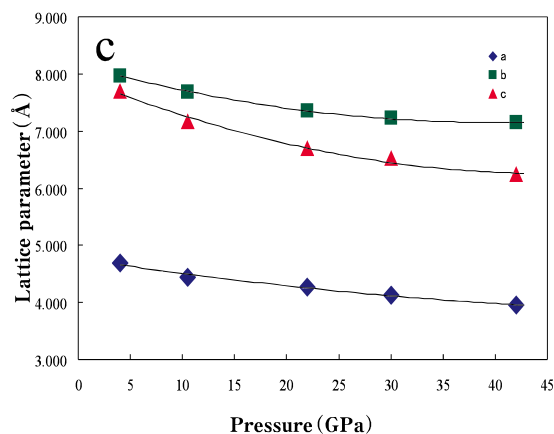 C
a
b
c
9.000
8.000
7.000
6.000
5.000
4.000
3.000
0 5 10 15 20 25 30 35 40 45
Lattice parameter (Å)
Pressure (GPa)